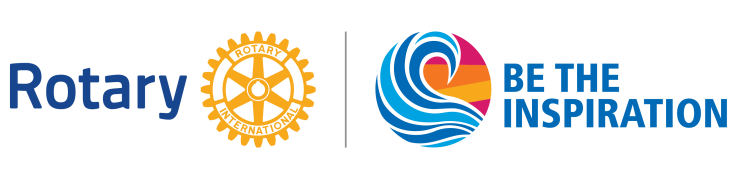 Rotary
ROTARY
INTERNATIONAL
BE THE
INSPIRATION